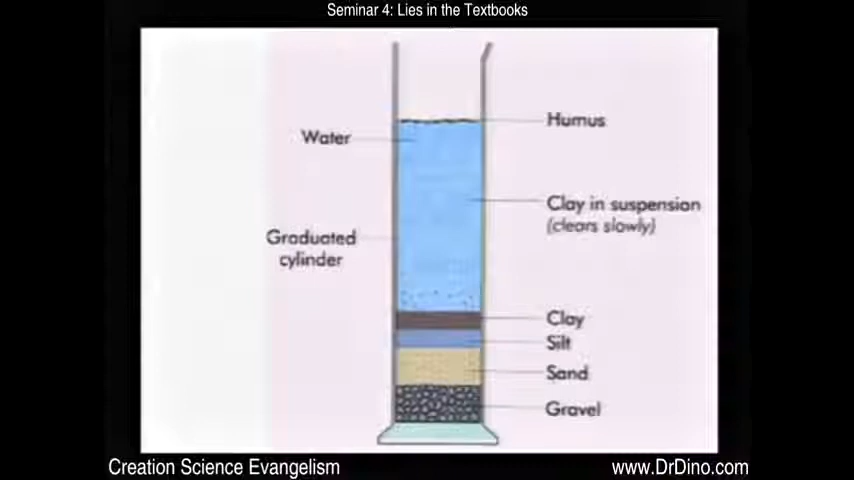 Seminar 4: Lies in the Textbooks
Humus
Water
Clay in suspension
(clears slowly)
Graduated
cylinder
Clay
Silt
Sand
Gravel
Creation Science Evangelism
www.DrDino.com